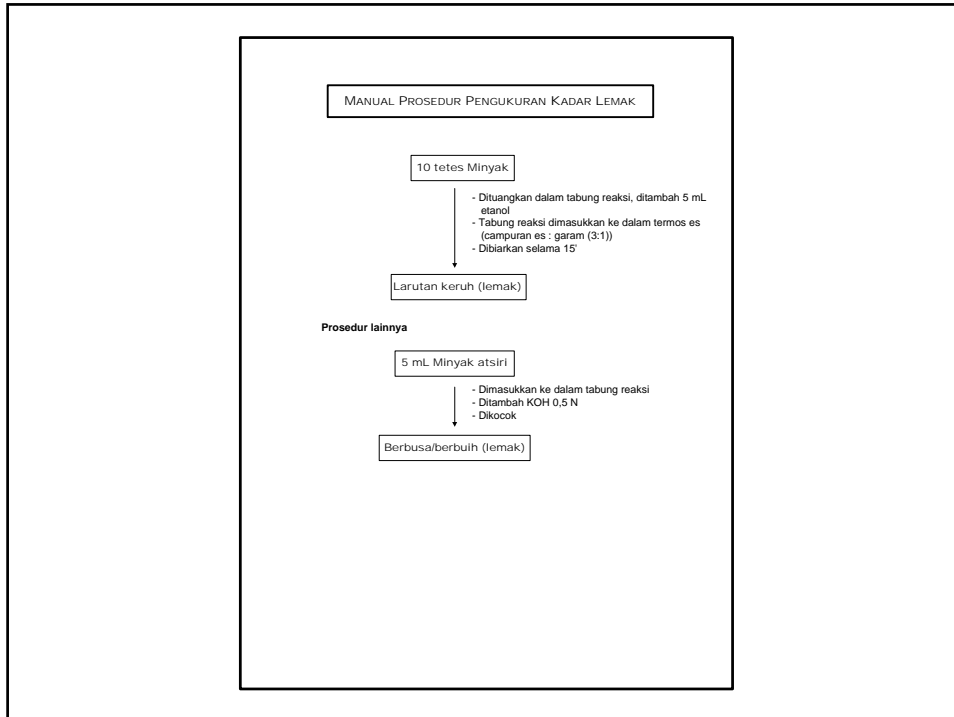 MANUAL PROSEDUR PENGUKURAN KADAR LEMAK
10 tetes Minyak
- Dituangkan dalam tabung reaksi, ditambah 5 mL
etanol
- Tabung reaksi dimasukkan ke dalam termos es
(campuran es : garam (3:1))
- Dibiarkan selama 15'
Larutan keruh (lemak)
Prosedur lainnya
5 mL Minyak atsiri
- Dimasukkan ke dalam tabung reaksi
- Ditambah KOH 0,5 N
- Dikocok
Berbusa/berbuih (lemak)